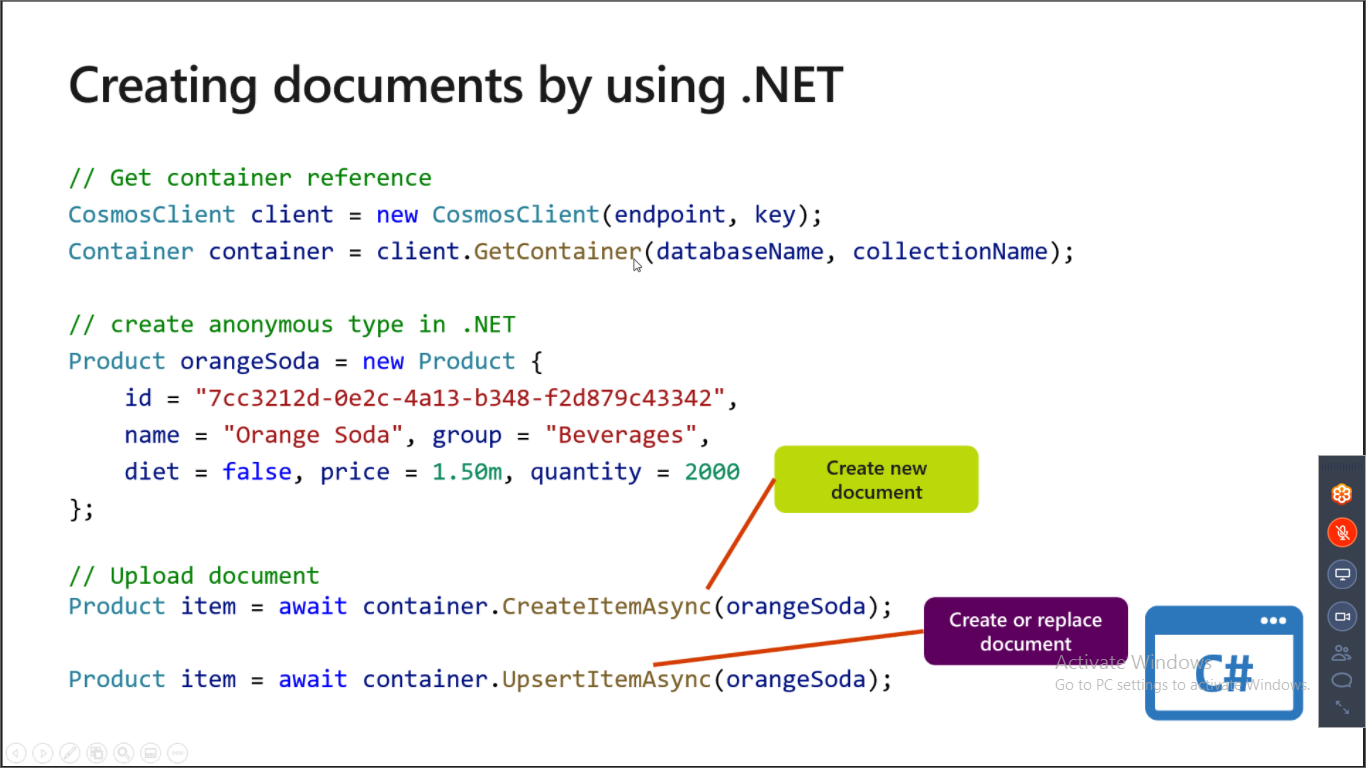 Creating documents by using .NET
// Get container reference
CosmosClient client = new CosmosClient(endpoint, key);
Container container = client.GetContainer(databaseName, collectionName);
// create anonymous type in .NET
Product orangeSoda = new Product {
    id = "7cc3212d-0e2c-4a13-b348-f2d879c43342",
    name = "Orange Soda", group = "Beverages",
    diet = false, price = 1.50m, quantity = 2000
};
Create new
document
// Upload document
Product item = await container.CreateItemAsync(orangeSoda);
Create or replace
document
Product item = await container.UpsertItemAsync(orangeSoda);
C#
Activate Windows
Go to PC settings to activate Windows.